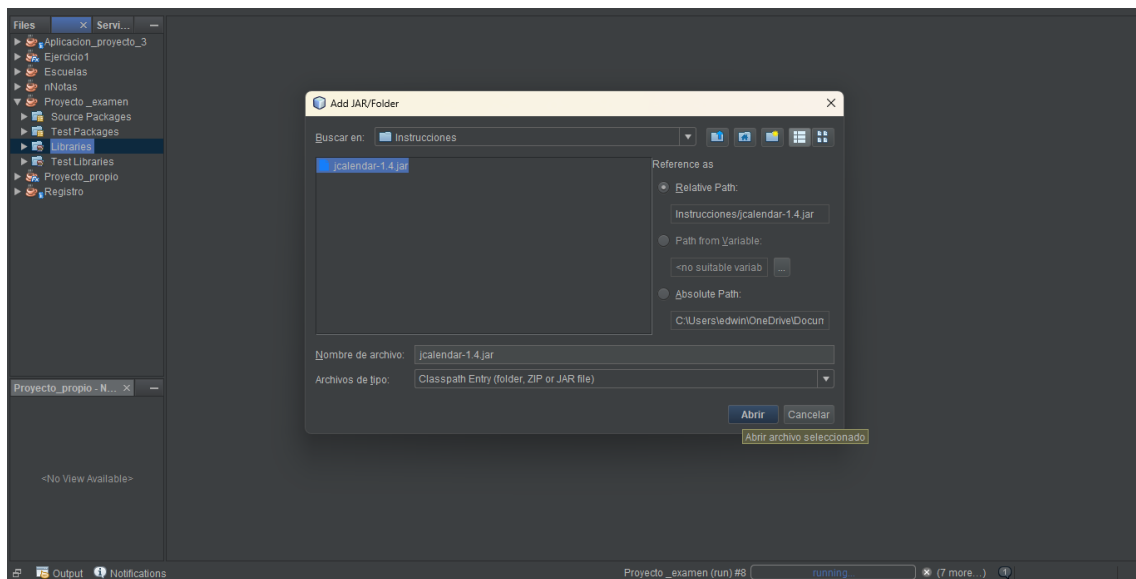 Files
Servi...
Aplicacion_proyecto_3
Ejercicio1
Escuelas
nNotas
Proyecto _examen
Source Packages
Test Packages
Libraries
Test Libraries
Proyecto_propio
Registro
Add JAR/Folder
Buscar en:
Instrucciones
jcalendar-1.4.jar
Reference as
Relative Path:
Instrucciones/jcalendar-1.4.jar
Path from Variable:
<no suitable variab
...
Absolute Path:
C:\Users\edwin\OneDrive\Docum
Nombre de archivo:
jcalendar-1.4.jar
Archivos de tipo:
Classpath Entry (folder, ZIP or JAR file)
Abrir
Cancelar
Abrir archivo seleccionado
Proyecto_propio - N...
<No View Available>
Output
Notifications
Proyecto _examen (run) #8
running...
(7 more...)
1